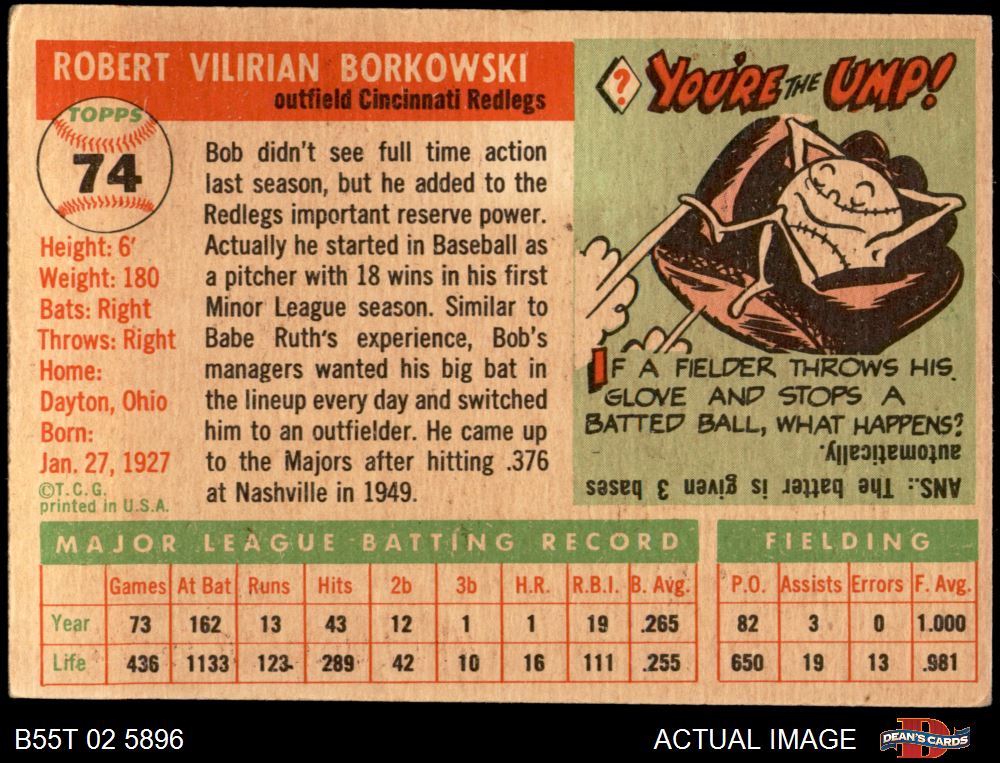 ROBERT VILIRIAN BORKOWSKI
outfield Cincinnati Redlegs
TOPPS
74
Height: 6'
Weight: 180
Bats: Right
Throws: Right
Home:
Dayton, Ohio
Born:
Jan. 27, 1927
©T.C.G.
printed in U.S.A.
Bob didn't see full time action
last season, but he added to the
Redlegs important reserve power.
Actually he started in Baseball as
a pitcher with 18 wins in his first
Minor League season. Similar to
Babe Ruth's experience, Bob's
managers wanted his big bat in
the lineup every day and switched
him to an outfielder. He came up
to the Majors after hitting .376
at Nashville in 1949.
? YOU'RE THE UMP!
IF A FIELDER THROWS HIS
GLOVE AND STOPS A
BATTED BALL, WHAT HAPPENS?
ANS.: The batter is given 3 bases
automatically.
MAJOR LEAGUE BATTING RECORD
Games At Bat Runs Hits 2b 3b H.R. R.B.I. B. Avg.
Year 73 162 13 43 12 1 1 19 .265
Life 436 1133 123 289 42 10 16 111 .255
FIELDING
P.O. Assists Errors F. Avg.
82 3 0 1.000
650 19 13 .981
B55T 02 5896
ACTUAL IMAGE
D
DEAN'S CARDS